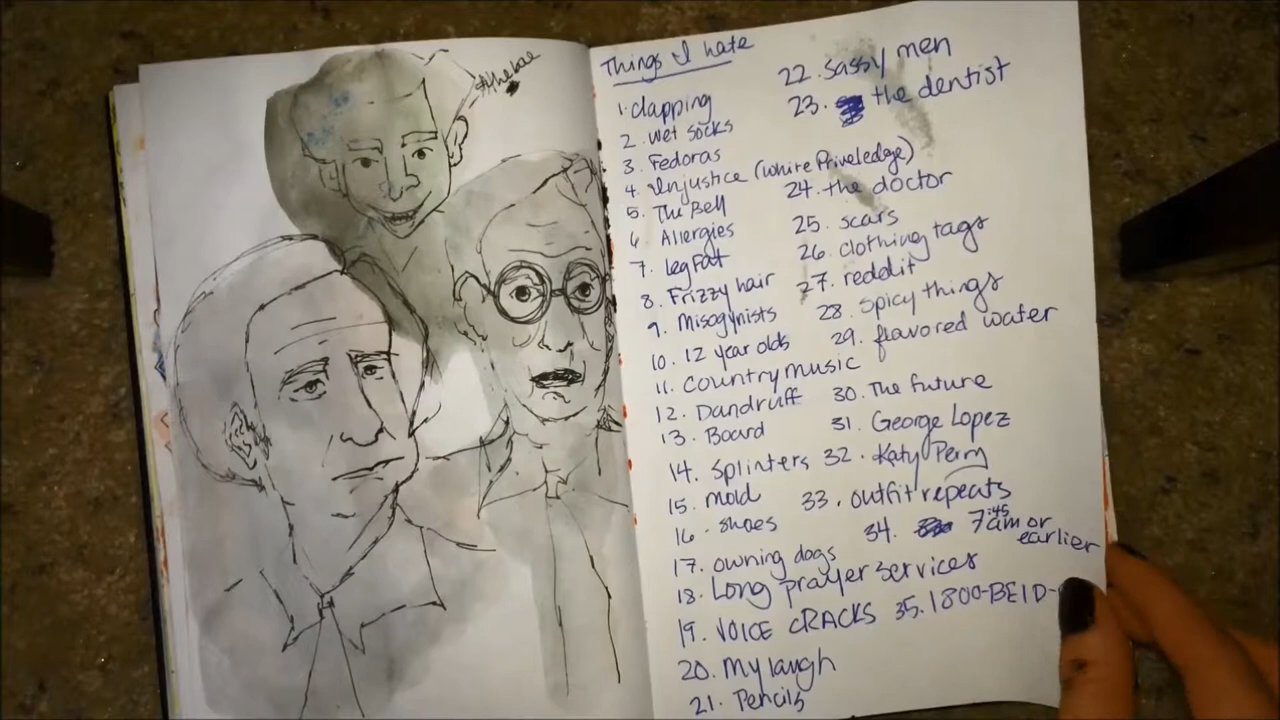 Things I hate
1. clapping
2. wet socks
3. Fedoras
4. Injustice (white Priveledge)
5. The Bell
6 Allergies
7. leg Fat
8. Frizzy hair
9. Misogynists
10. 12 year olds
11. country music
12. Dandruff
13. Board
14. Splinters
15. mold
16. shoes
17. owning dogs
18. Long prayer services
19. VOICE CRACKS
20. My laugh
21. Pencils
22. sassy men
23. the dentist
24. the doctor
25. scars
26. clothing tags
27. reddit
28. spicy things
29. flavored water
30. The future
31. George Lopez
32. Katy Perry
33. outfit repeats
34. 7:45 am or
earlier
35. 1800-BEID-